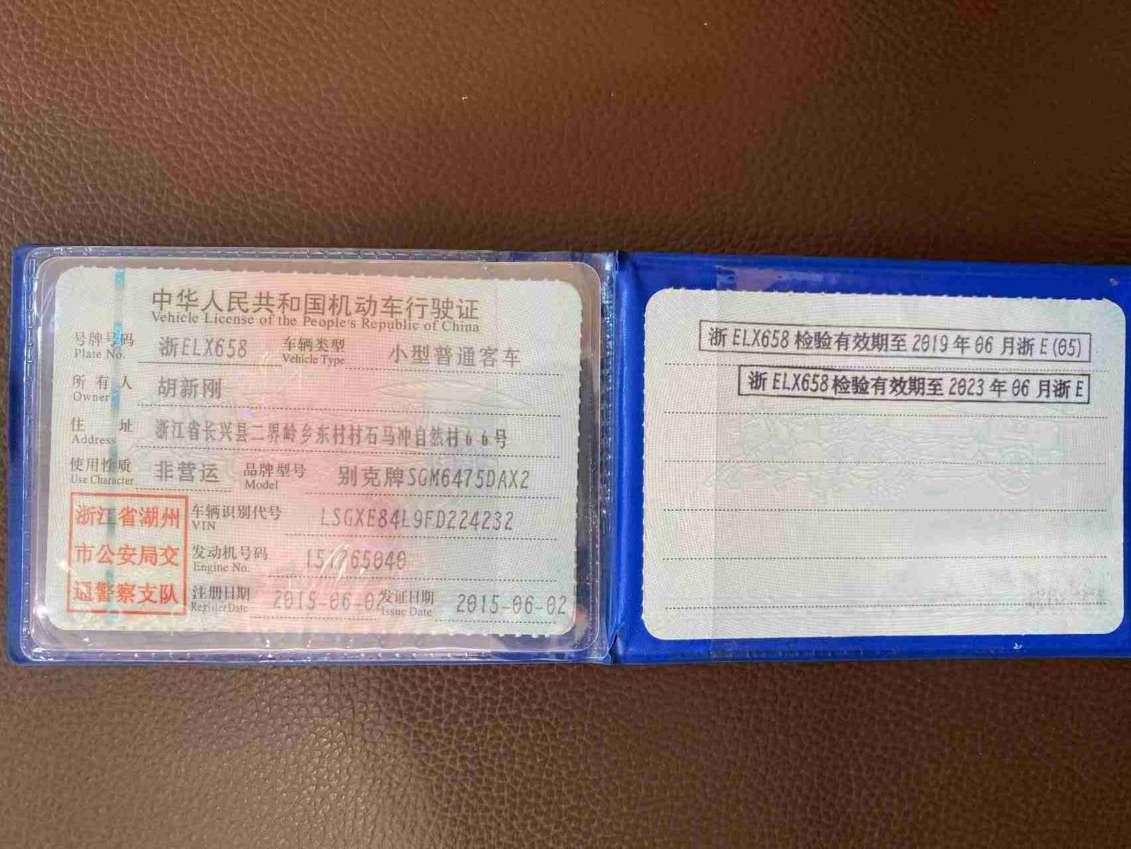 中华人民共和国机动车行驶证
Vehicle License of the People's Republic of China
号牌号码 浙ELX658 车辆类型 小型普通客车
Plate No. Vehicle Type
所有人 胡新刚
Owner
住址 浙江省长兴县二界岭乡东村村石马冲自然村66号
Address
使用性质 非营运 品牌型号 别克牌SGM6475DAX2
Use Character Model
浙江省湖州 车辆识别代号 LSGXE84L9FD224232
VIN
市公安局交 发动机号码
Engine No.
通警察支队 注册日期 2015-06-02 发证日期 2015-06-02
Register Date Issue Date
浙ELX658检验有效期至2019年06月浙E(05)
浙ELX658检验有效期至2023年06月浙E